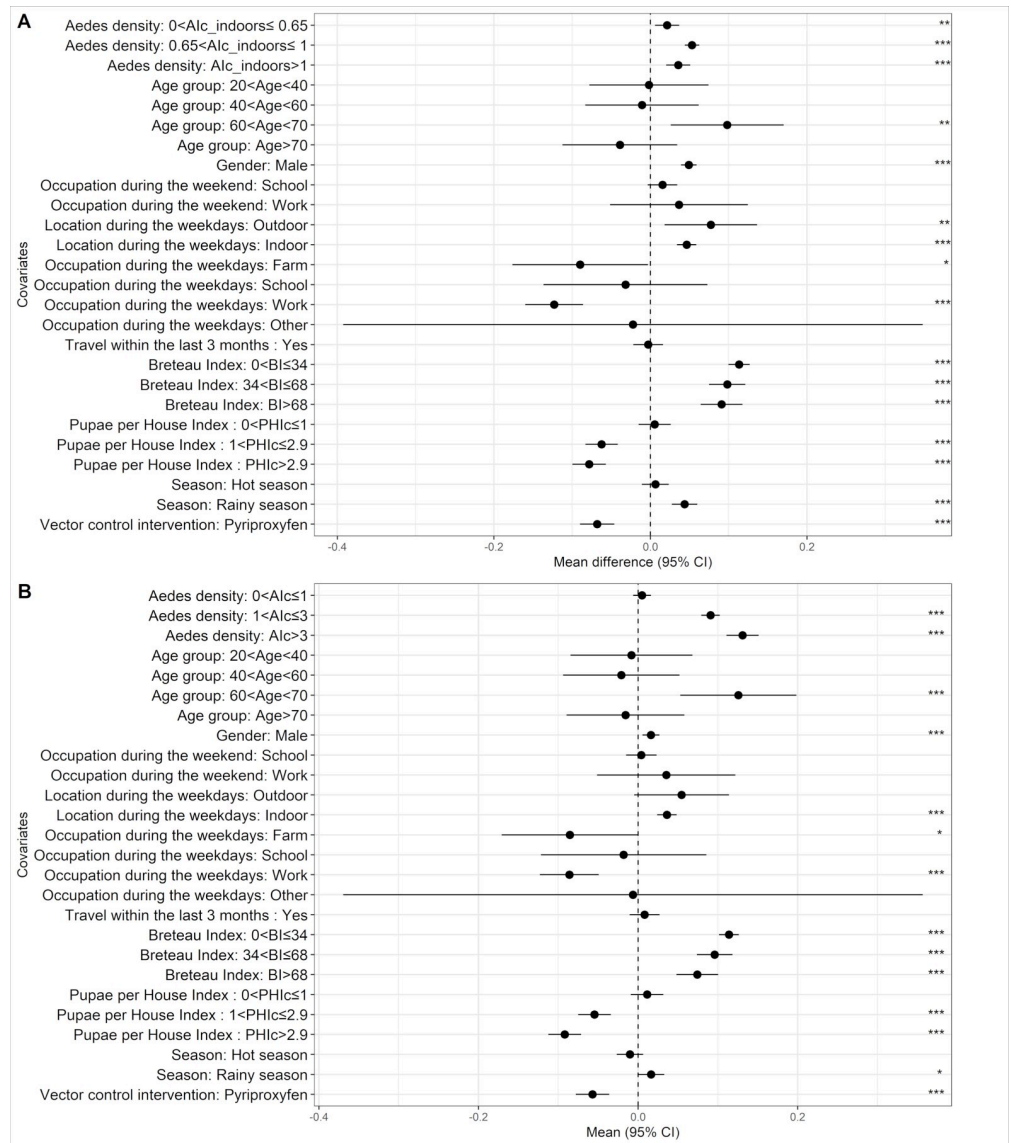 A
Aedes density: 0<AIc_indoors≤ 0.65
**
Aedes density: 0.65<AIc_indoors≤ 1
***
Aedes density: AIc_indoors>1
***
Age group: 20<Age<40
Age group: 40<Age<60
Age group: 60<Age<70
**
Age group: Age>70
Gender: Male
***
Occupation during the weekend: School
Occupation during the weekend: Work
Location during the weekdays: Outdoor
**
Location during the weekdays: Indoor
***
Occupation during the weekdays: Farm
*
Occupation during the weekdays: School
Occupation during the weekdays: Work
***
Occupation during the weekdays: Other
Travel within the last 3 months : Yes
Breteau Index: 0<BI≤34
***
Breteau Index: 34<BI≤68
***
Breteau Index: BI>68
***
Pupae per House Index : 0<PHIc≤1
Pupae per House Index : 1<PHIc≤2.9
***
Pupae per House Index : PHIc>2.9
***
Season: Hot season
Season: Rainy season
***
Vector control intervention: Pyriproxyfen
***
Covariates
-0.4 -0.2 0.0 0.2
Mean difference (95% CI)
B
Aedes density: 0<AIc≤1
Aedes density: 1<AIc≤3
***
Aedes density: AIc>3
***
Age group: 20<Age<40
Age group: 40<Age<60
Age group: 60<Age<70
***
Age group: Age>70
Gender: Male
***
Occupation during the weekend: School
Occupation during the weekend: Work
Location during the weekdays: Outdoor
Location during the weekdays: Indoor
***
Occupation during the weekdays: Farm
*
Occupation during the weekdays: School
Occupation during the weekdays: Work
***
Occupation during the weekdays: Other
Travel within the last 3 months : Yes
Breteau Index: 0<BI≤34
***
Breteau Index: 34<BI≤68
***
Breteau Index: BI>68
***
Pupae per House Index : 0<PHIc≤1
Pupae per House Index : 1<PHIc≤2.9
***
Pupae per House Index : PHIc>2.9
***
Season: Hot season
Season: Rainy season
*
Vector control intervention: Pyriproxyfen
***
Covariates
-0.4 -0.2 0.0 0.2
Mean (95% CI)